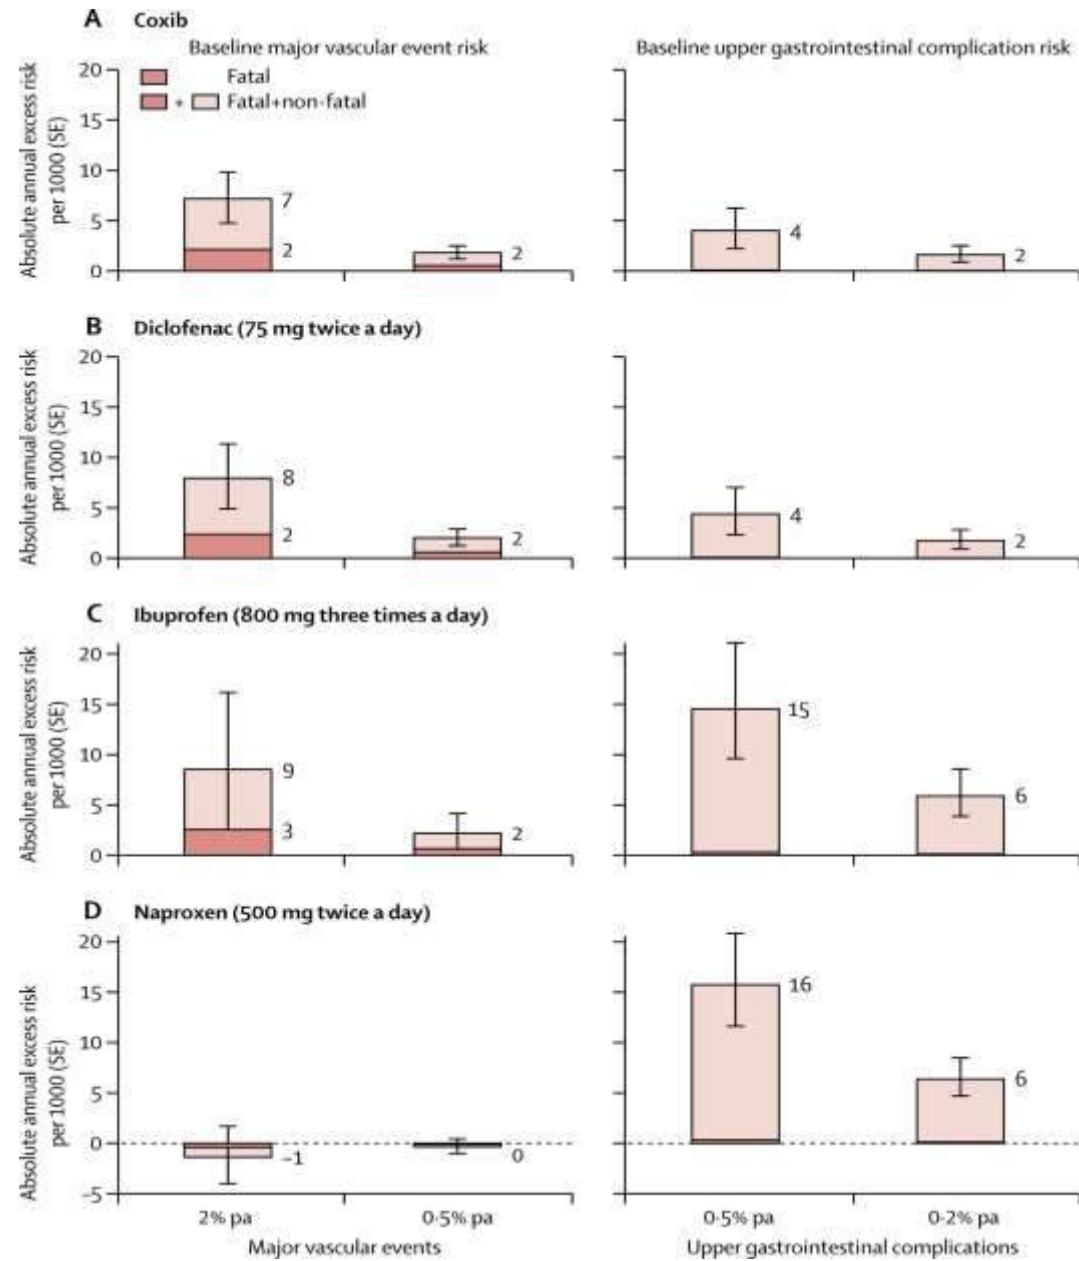 A Coxib
Baseline major vascular event risk
Baseline upper gastrointestinal complication risk
Absolute annual excess risk
per 1000 (SE)
20
15
10
5
0
Fatal
+ Fatal+non-fatal
7
2
2
4
2
B Diclofenac (75 mg twice a day)
Absolute annual excess risk
per 1000 (SE)
20
15
10
5
0
8
2
2
4
2
C Ibuprofen (800 mg three times a day)
Absolute annual excess risk
per 1000 (SE)
20
15
10
5
0
9
3
2
15
6
D Naproxen (500 mg twice a day)
Absolute annual excess risk
per 1000 (SE)
20
15
10
5
0
–5
–1
0
16
6
2% pa
0·5% pa
0·5% pa
0·2% pa
Major vascular events
Upper gastrointestinal complications